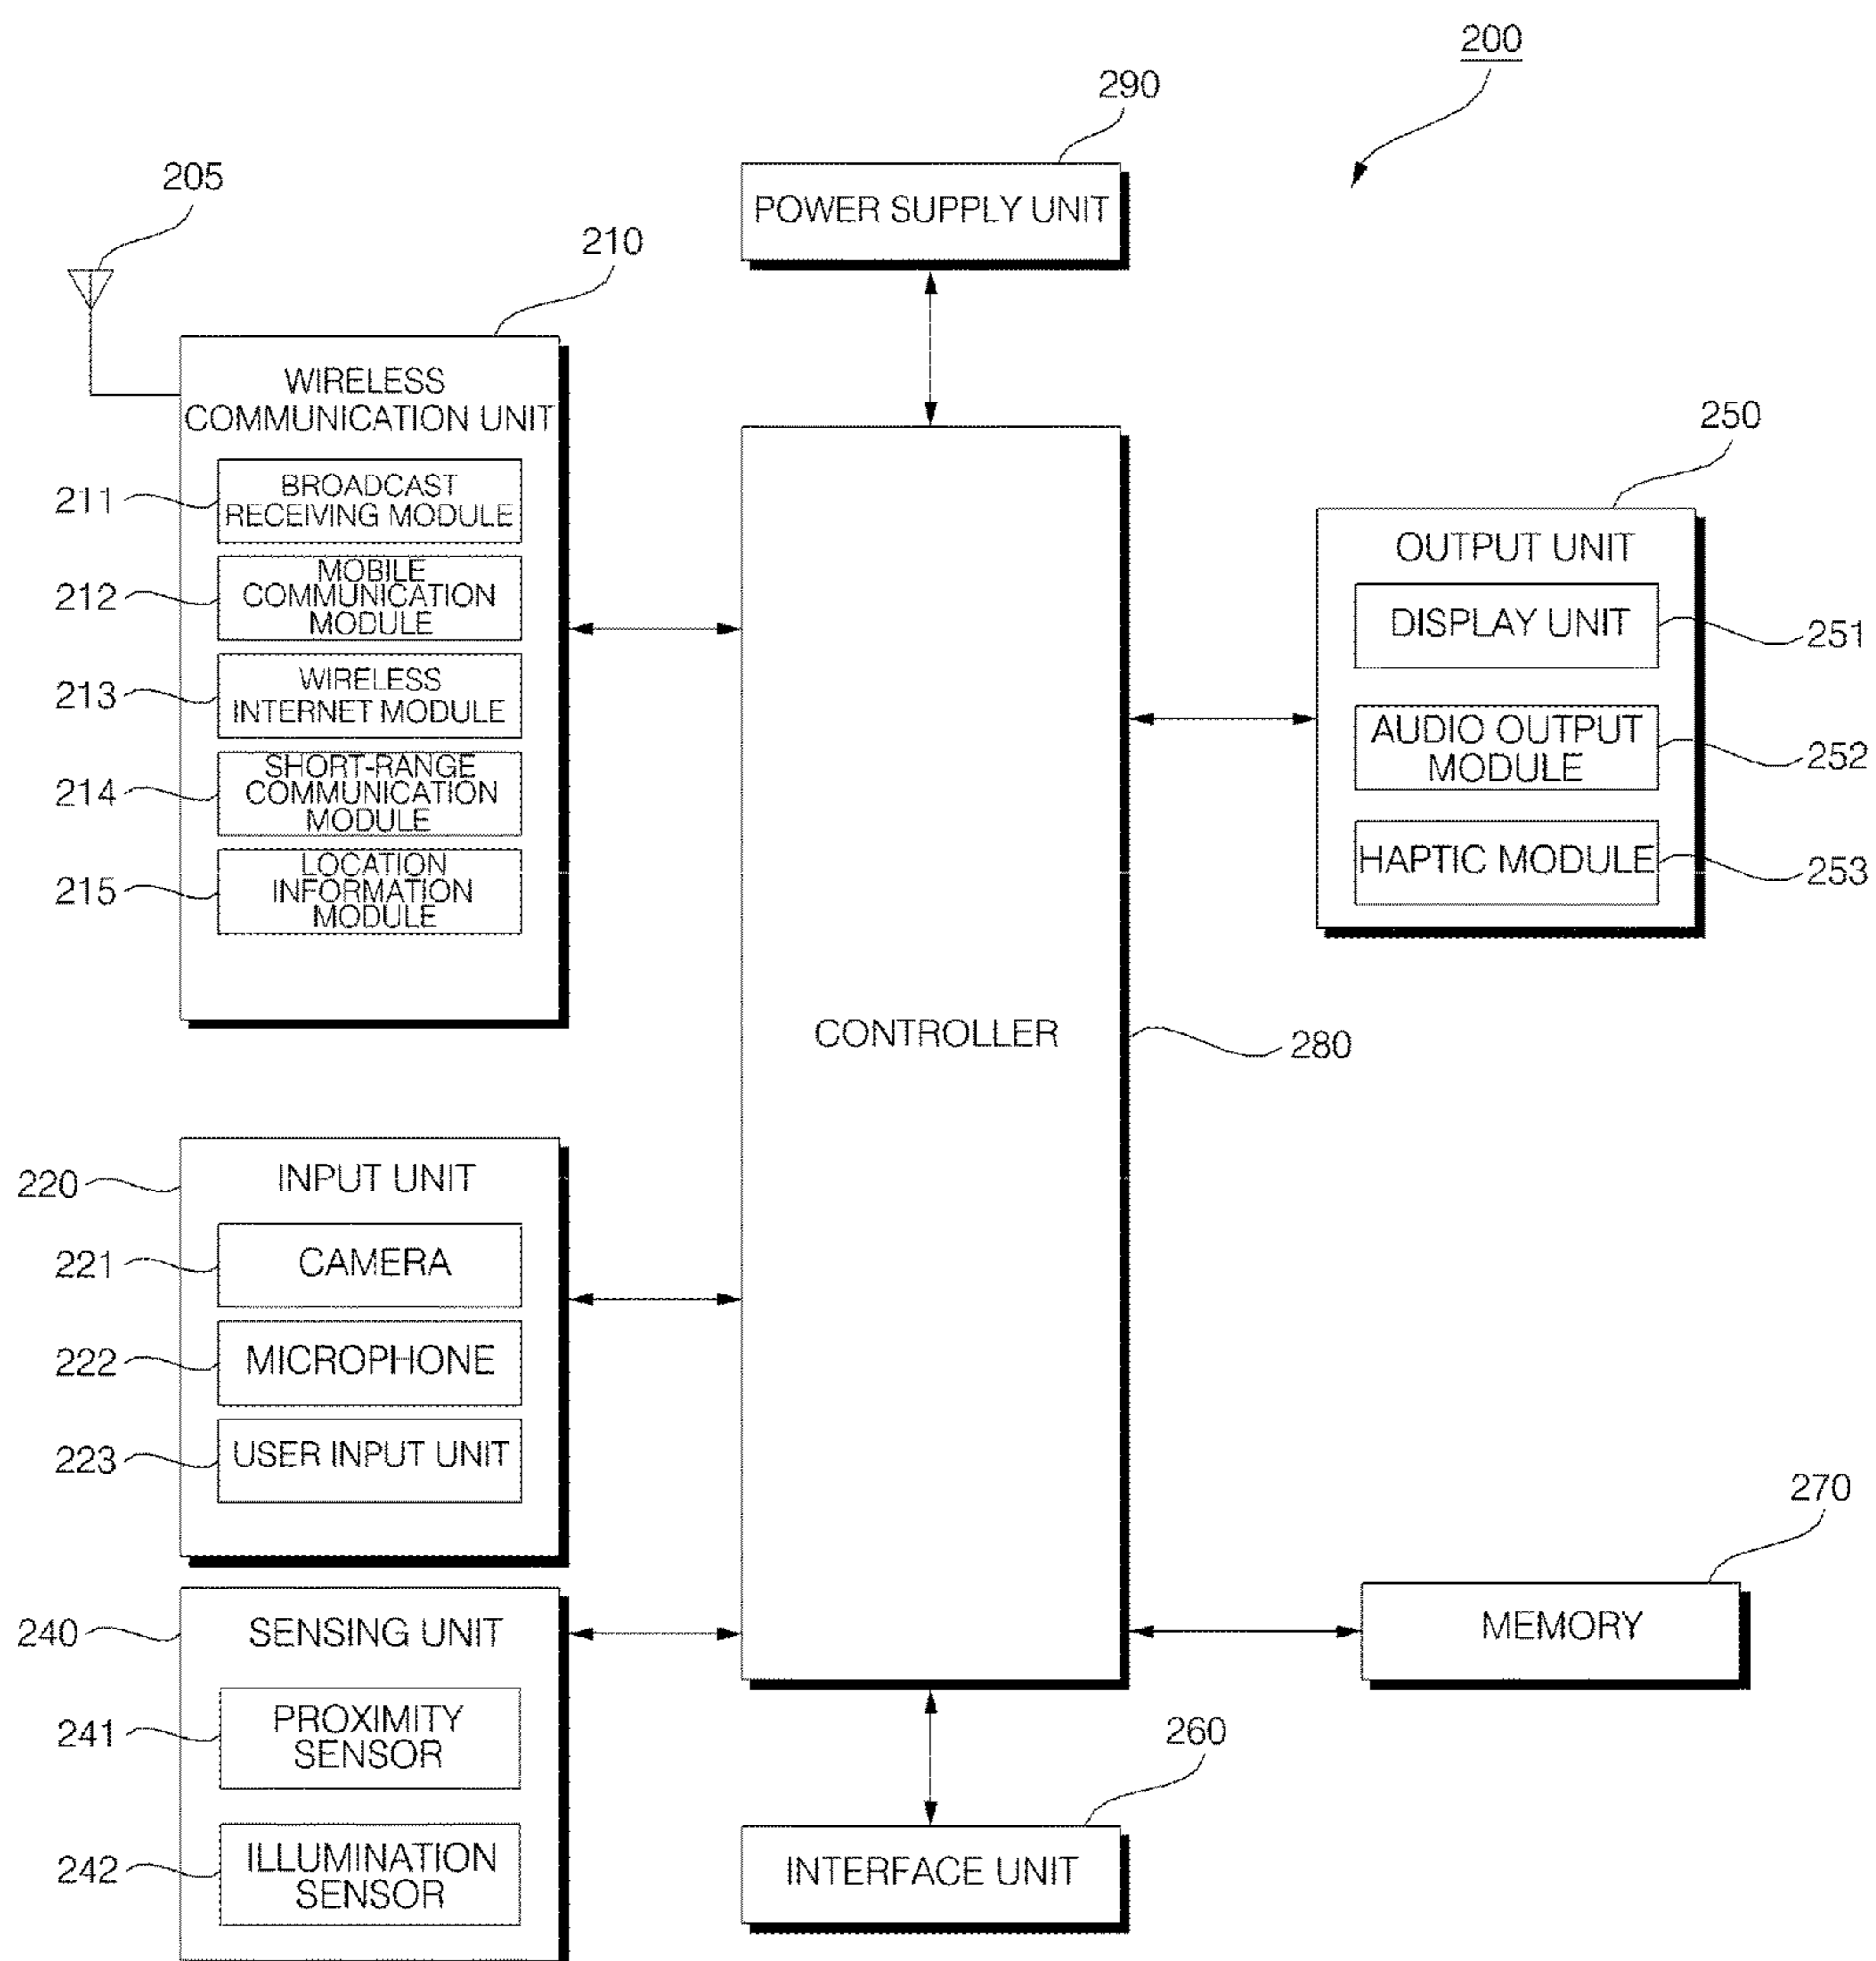 200
290
POWER SUPPLY UNIT
205
210
WIRELESS
COMMUNICATION UNIT
211
BROADCAST
RECEIVING MODULE
212
MOBILE
COMMUNICATION
MODULE
213
WIRELESS
INTERNET MODULE
214
SHORT-RANGE
COMMUNICATION
MODULE
215
LOCATION
INFORMATION
MODULE
250
OUTPUT UNIT
DISPLAY UNIT
251
AUDIO OUTPUT
MODULE
252
HAPTIC MODULE
253
CONTROLLER
280
220
INPUT UNIT
221
CAMERA
222
MICROPHONE
223
USER INPUT UNIT
240
SENSING UNIT
241
PROXIMITY
SENSOR
242
ILLUMINATION
SENSOR
270
MEMORY
260
INTERFACE UNIT